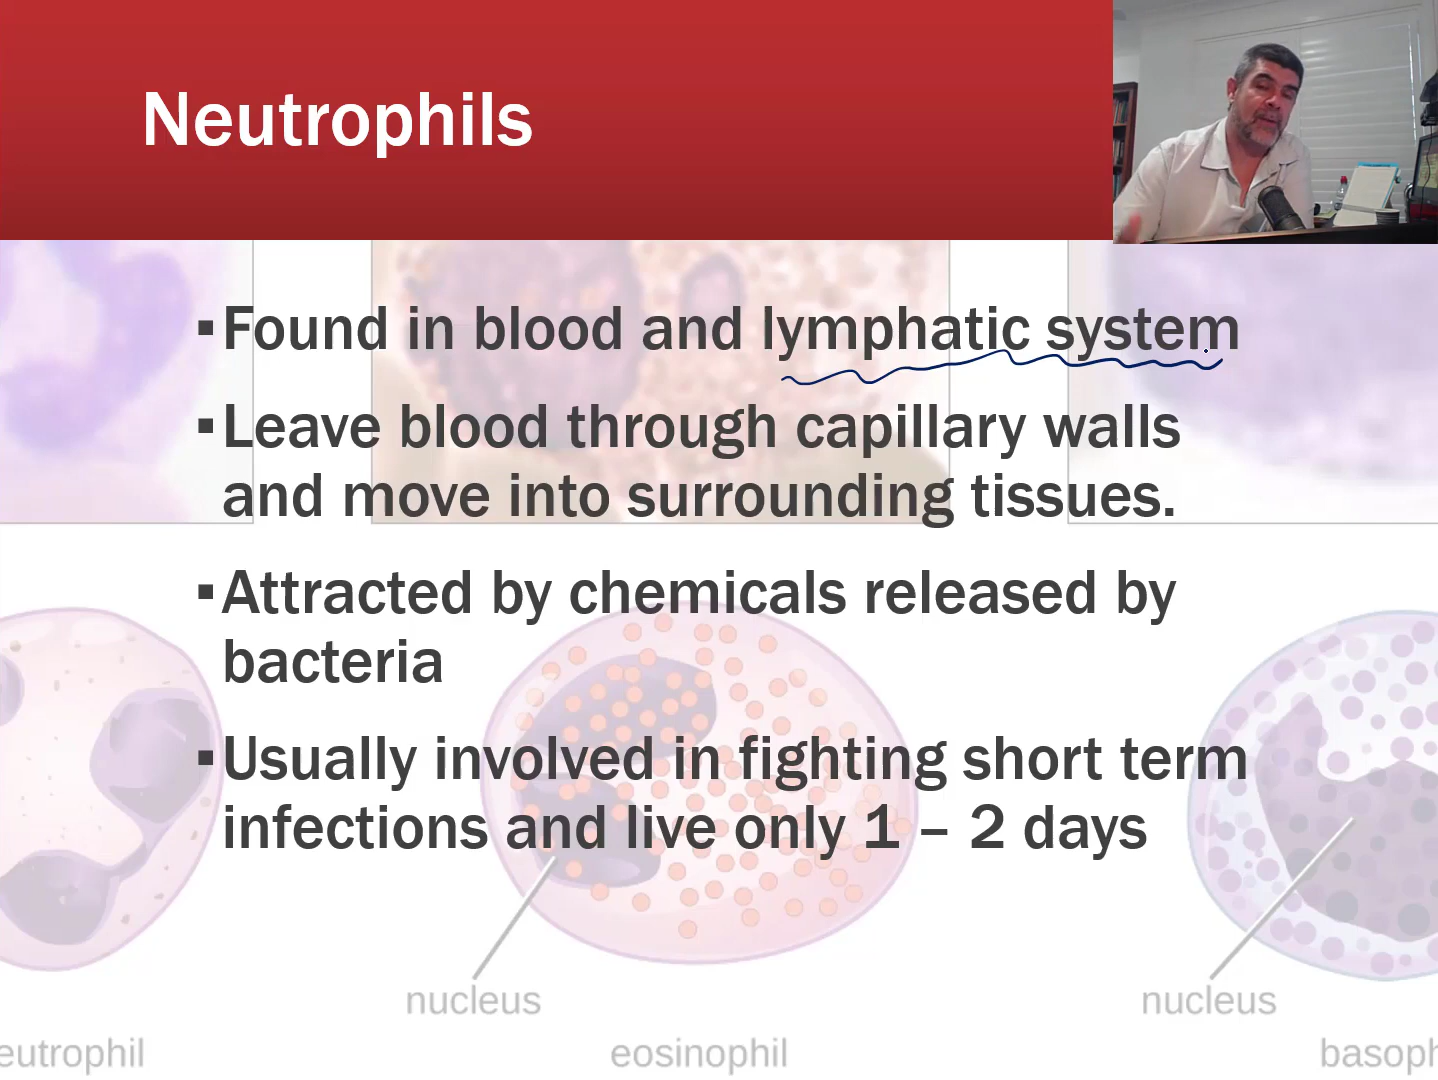 Neutrophils
▪Found in blood and lymphatic system
▪Leave blood through capillary walls
and move into surrounding tissues.
▪Attracted by chemicals released by
bacteria
▪Usually involved in fighting short term
infections and live only 1 – 2 days
nucleus
nucleus
eutrophil
eosinophil
basoph